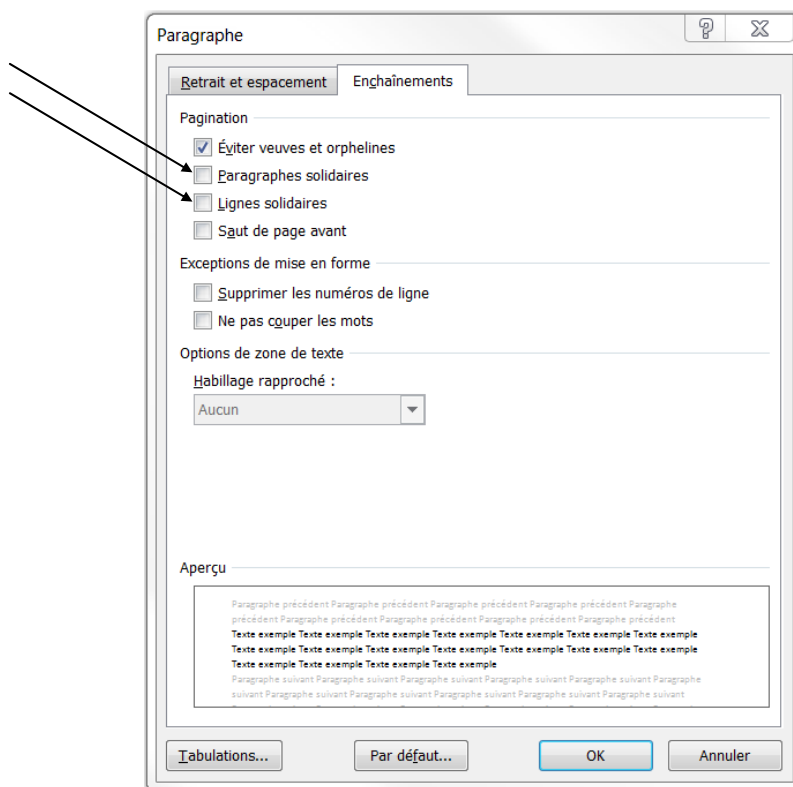 Paragraphe
Retrait et espacement
Enchaînements
Pagination
Éviter veuves et orphelines
Paragraphes solidaires
Lignes solidaires
Saut de page avant
Exceptions de mise en forme
Supprimer les numéros de ligne
Ne pas couper les mots
Options de zone de texte
Habillage rapproché :
Aucun
Aperçu
Paragraphe précédent Paragraphe précédent Paragraphe précédent Paragraphe précédent Paragraphe
précédent Paragraphe précédent Paragraphe précédent Paragraphe précédent Paragraphe précédent
Texte exemple Texte exemple Texte exemple Texte exemple Texte exemple Texte exemple Texte exemple
Texte exemple Texte exemple Texte exemple Texte exemple Texte exemple Texte exemple Texte exemple
Texte exemple Texte exemple Texte exemple Texte exemple
Paragraphe suivant Paragraphe suivant Paragraphe suivant Paragraphe suivant Paragraphe suivant Paragraphe
suivant Paragraphe suivant Paragraphe suivant Paragraphe suivant Paragraphe suivant Paragraphe suivant
Tabulations...
Par défaut...
OK
Annuler